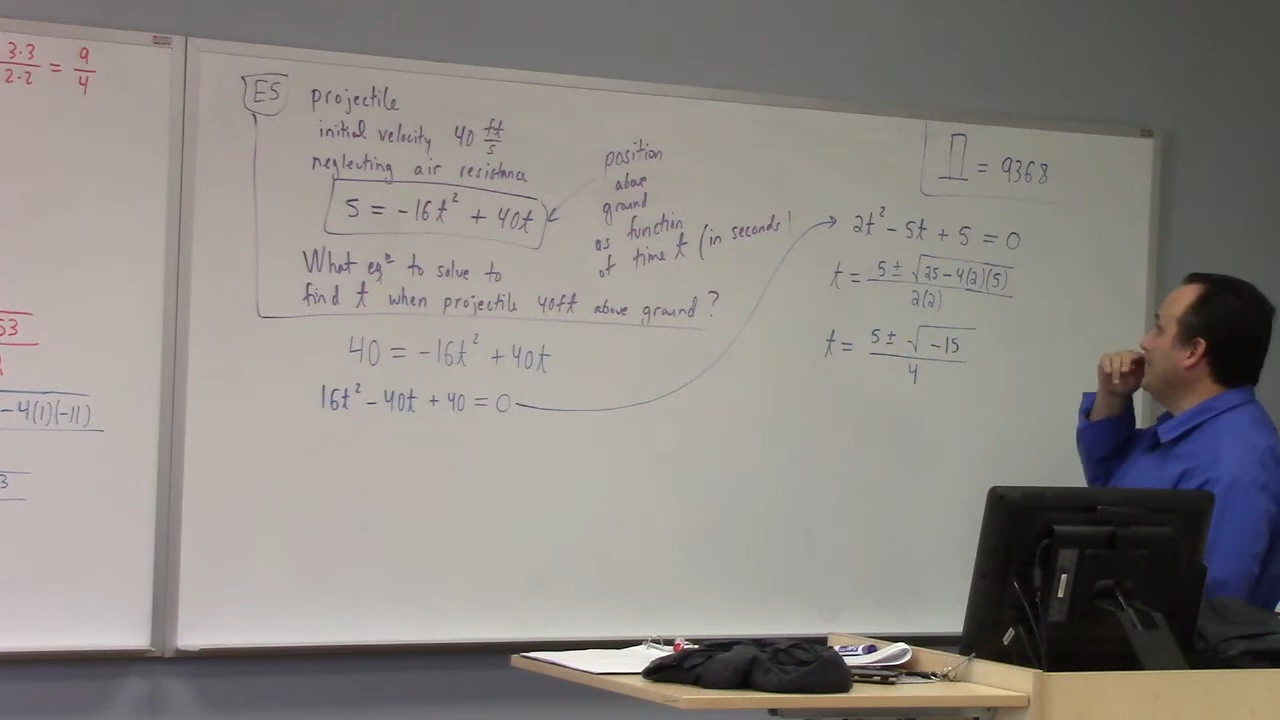 3·3/2·2 = 9/4
53
- 4(1)(-11)
3
E5 projectile
initial velocity 40 ft/s
neglecting air resistance
S = -16t² + 40t
position
above
ground
as function
of time t (in seconds)
What eqⁿ to solve to
find t when projectile 40ft above ground?
40 = -16t² + 40t
16t² - 40t + 40 = 0
= 9368
2t² - 5t + 5 = 0
t = 5 ± √25 - 4(2)(5) / 2(2)
t = 5 ± √-15 / 4